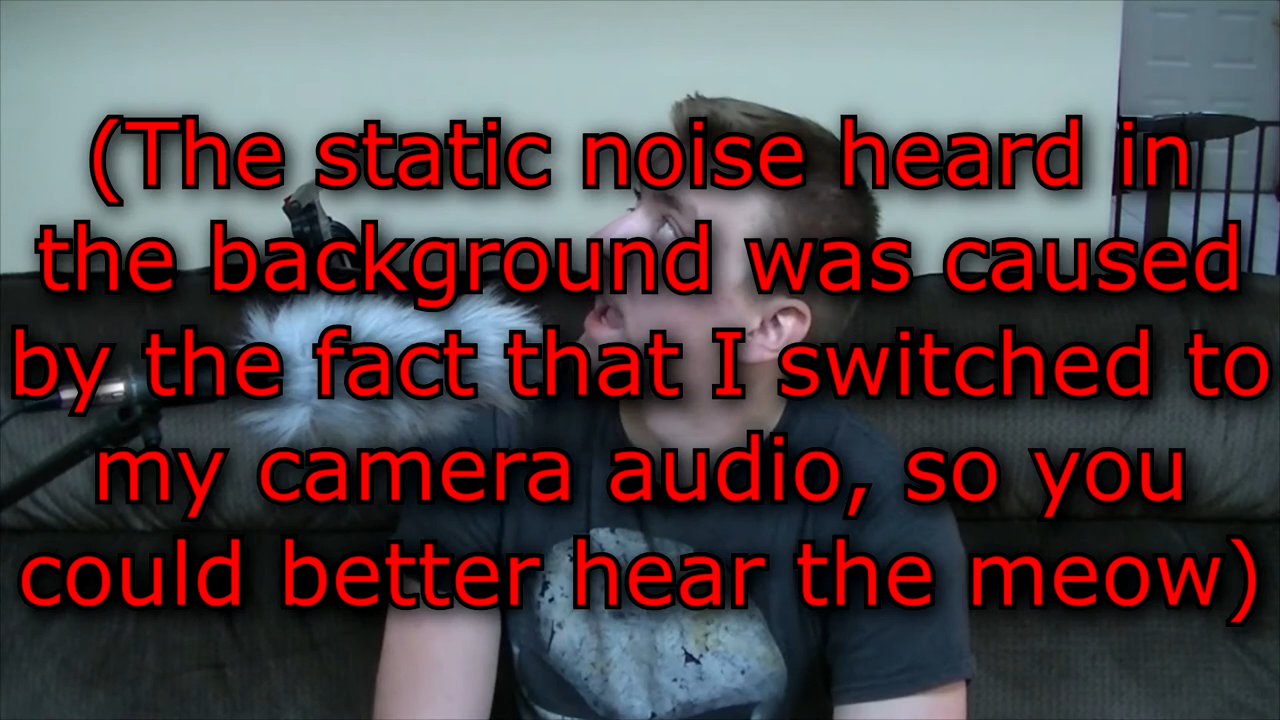 (The static noise heard in
the background was caused
by the fact that I switched to
my camera audio, so you
could better hear the meow)